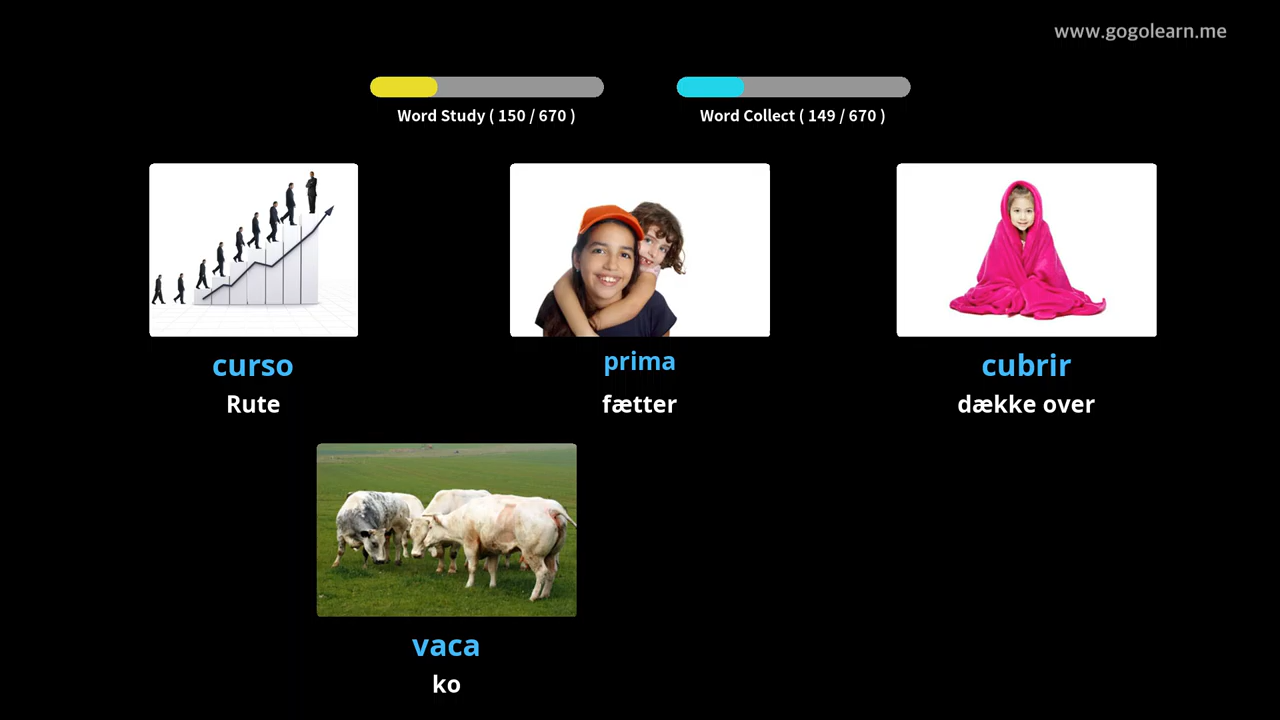 www.gogolearn.me
Word Study ( 150 / 670 )
Word Collect ( 149 / 670 )
curso
Rute
prima
fætter
cubrir
dække over
vaca
ko